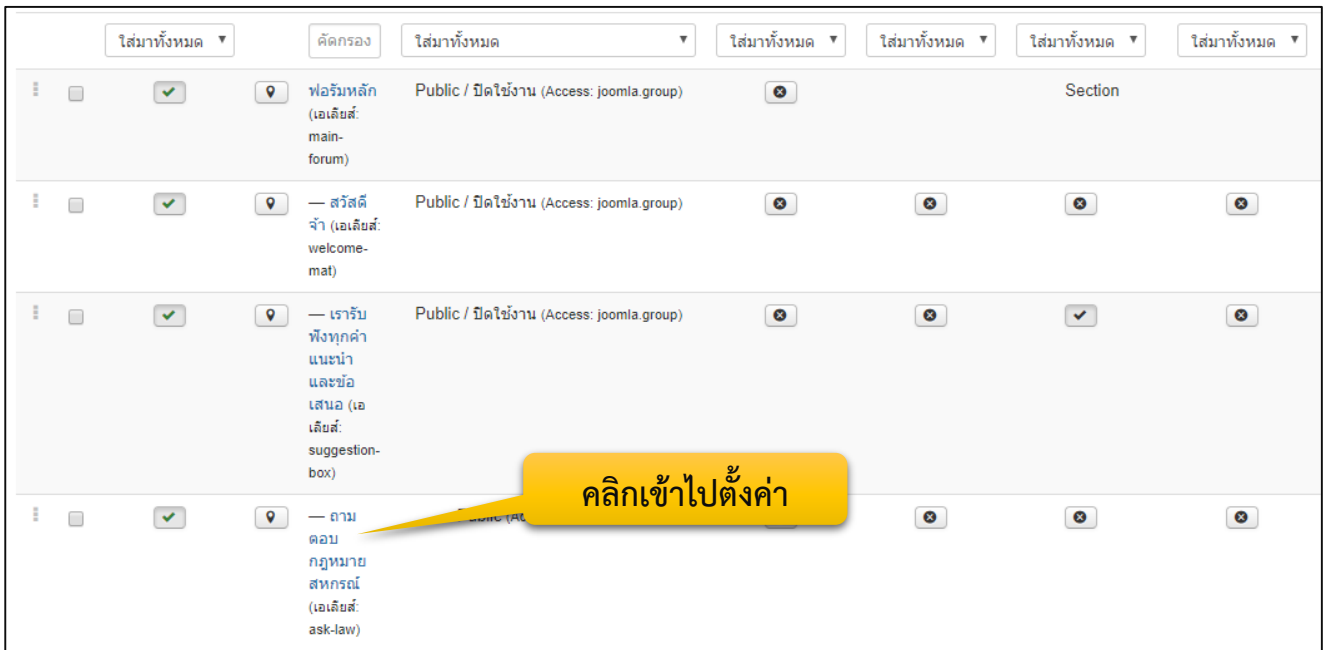 ใส่มาทั้งหมด คัดกรอง ใส่มาทั้งหมด ใส่มาทั้งหมด ใส่มาทั้งหมด ใส่มาทั้งหมด ใส่มาทั้งหมด
ฟอรัมหลัก Public / ปิดใช้งาน (Access: joomla.group) Section
(เอเลียส์:
main-
forum)
— สวัสดี Public / ปิดใช้งาน (Access: joomla.group)
จ้า (เอเลียส์:
welcome-
mat)
— เรารับ Public / ปิดใช้งาน (Access: joomla.group)
ฟังทุกคำ
แนะนำ
และข้อ
เสนอ (เอ
เลียส์:
suggestion-
box)
คลิกเข้าไปตั้งค่า
— ถาม
ตอบ
กฎหมาย
สหกรณ์
(เอเลียส์:
ask-law)